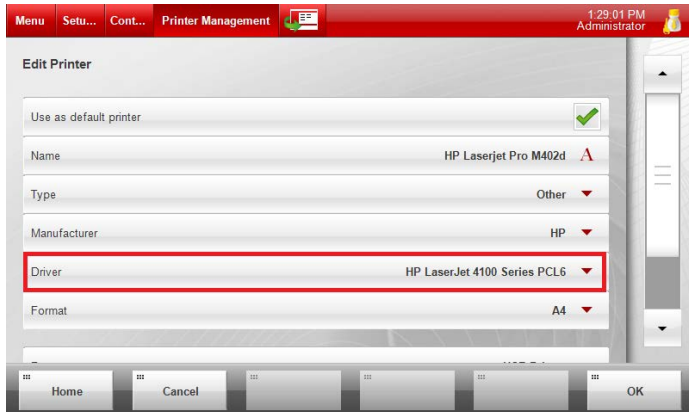 Menu Setu... Cont... Printer Management 1:29:01 PM
Administrator
Edit Printer
Use as default printer
Name HP Laserjet Pro M402d A
Type Other
Manufacturer HP
Driver HP LaserJet 4100 Series PCL6
Format A4
Home Cancel OK